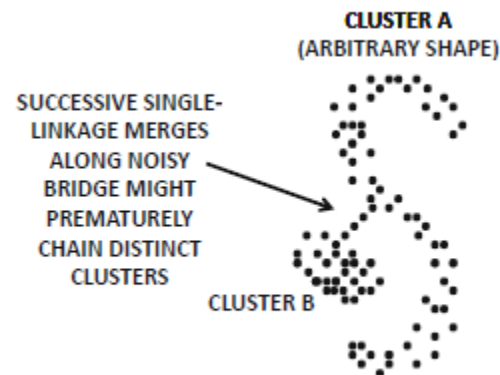 CLUSTER A
(ARBITRARY SHAPE)
SUCCESSIVE SINGLE-
LINKAGE MERGES
ALONG NOISY
BRIDGE MIGHT
PREMATURELY
CHAIN DISTINCT
CLUSTERS
CLUSTER B